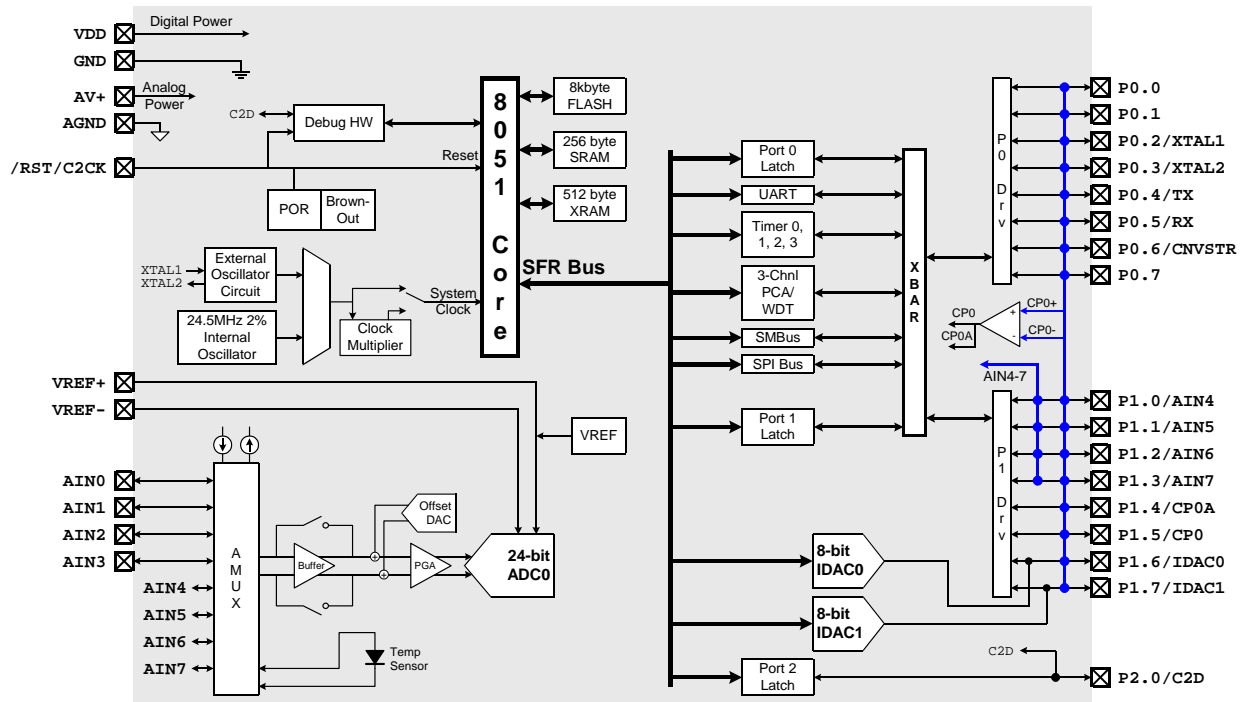 VDD
Digital Power
GND
AV+
Analog
Power
AGND
/RST/C2CK
C2D
Debug HW
Reset
POR
Brown-
Out
8
0
5
1
C
o
r
e
8kbyte
FLASH
256 byte
SRAM
512 byte
XRAM
XTAL1
XTAL2
External
Oscillator
Circuit
24.5MHz 2%
Internal
Oscillator
Clock
Multiplier
System
Clock
SFR Bus
Port 0
Latch
UART
Timer 0,
1, 2, 3
3-Chnl
PCA/
WDT
SMBus
SPI Bus
Port 1
Latch
X
B
A
R
P
0
D
r
v
P0.0
P0.1
P0.2/XTAL1
P0.3/XTAL2
P0.4/TX
P0.5/RX
P0.6/CNVSTR
P0.7
CP0
CP0A
+
-
CP0+
CP0-
AIN4-7
P
1
D
r
v
P1.0/AIN4
P1.1/AIN5
P1.2/AIN6
P1.3/AIN7
P1.4/CP0A
P1.5/CP0
P1.6/IDAC0
P1.7/IDAC1
VREF+
VREF-
VREF
AIN0
AIN1
AIN2
AIN3
AIN4
AIN5
AIN6
AIN7
A
M
U
X
Buffer
+
+
Offset
DAC
PGA
24-bit
ADC0
Temp
Sensor
8-bit
IDAC0
8-bit
IDAC1
Port 2
Latch
C2D
P2.0/C2D